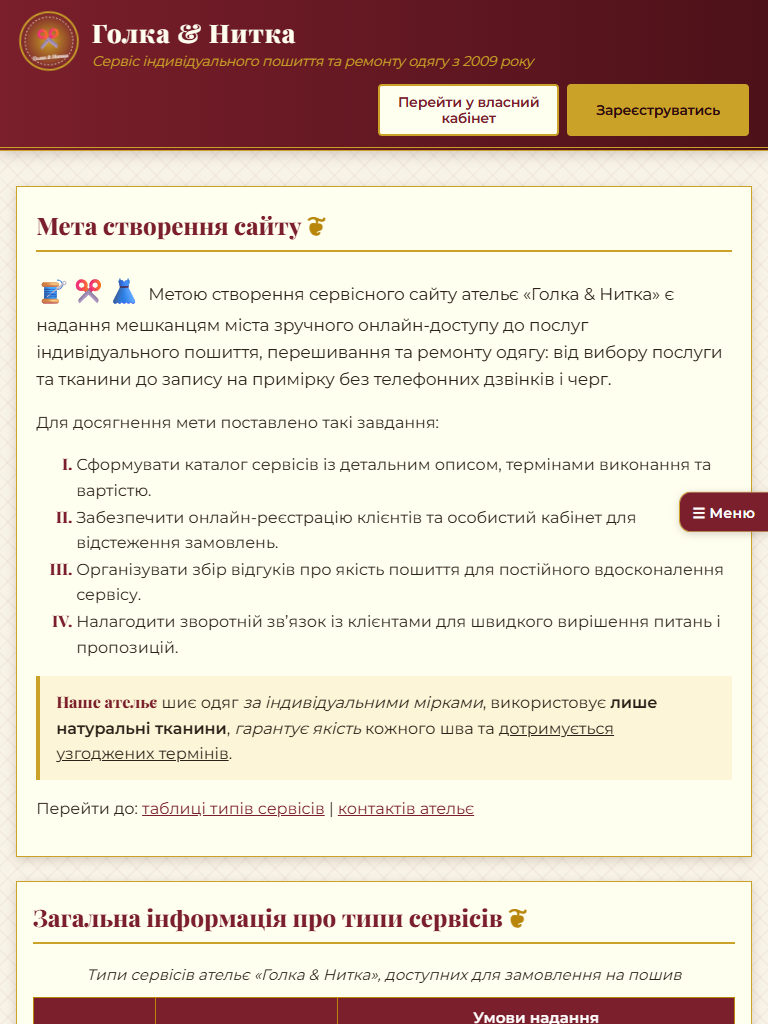 Голка & Нитка
Сервіс індивідуального пошиття та ремонту одягу з 2009 року
Перейти у власний
кабінет
Зареєструватись
Мета створення сайту ❦
Метою створення сервісного сайту ательє «Голка & Нитка» є
надання мешканцям міста зручного онлайн-доступу до послуг
індивідуального пошиття, перешивання та ремонту одягу: від вибору послуги
та тканини до запису на примірку без телефонних дзвінків і черг.
Для досягнення мети поставлено такі завдання:
I. Сформувати каталог сервісів із детальним описом, термінами виконання та
вартістю.
II. Забезпечити онлайн-реєстрацію клієнтів та особистий кабінет для
відстеження замовлень.
☰ Меню
III. Організувати збір відгуків про якість пошиття для постійного вдосконалення
сервісу.
IV. Налагодити зворотній зв’язок із клієнтами для швидкого вирішення питань і
пропозицій.
Наше ательє шиє одяг за індивідуальними мірками, використовує лише
натуральні тканини, гарантує якість кожного шва та дотримується
узгоджених термінів.
Перейти до: таблиці типів сервісів | контактів ательє
Загальна інформація про типи сервісів ❦
Типи сервісів ательє «Голка & Нитка», доступних для замовлення на пошив
Умови надання